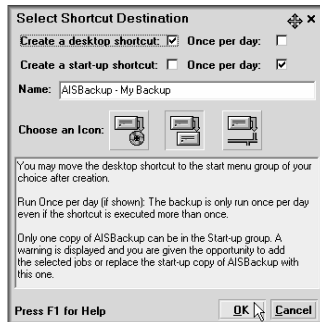 Select Shortcut Destination
Create a desktop shortcut: Once per day:
Create a start-up shortcut: Once per day:
Name: AISBackup - My Backup
Choose an Icon:
You may move the desktop shortcut to the start menu group of your
choice after creation.
Run Once per day (if shown): The backup is only run once per day
even if the shortcut is executed more than once.
Only one copy of AISBackup can be in the Start-up group. A
warning is displayed and you are given the opportunity to add
the selected jobs or replace the start-up copy of AISBackup with
this one.
Press F1 for Help OK Cancel